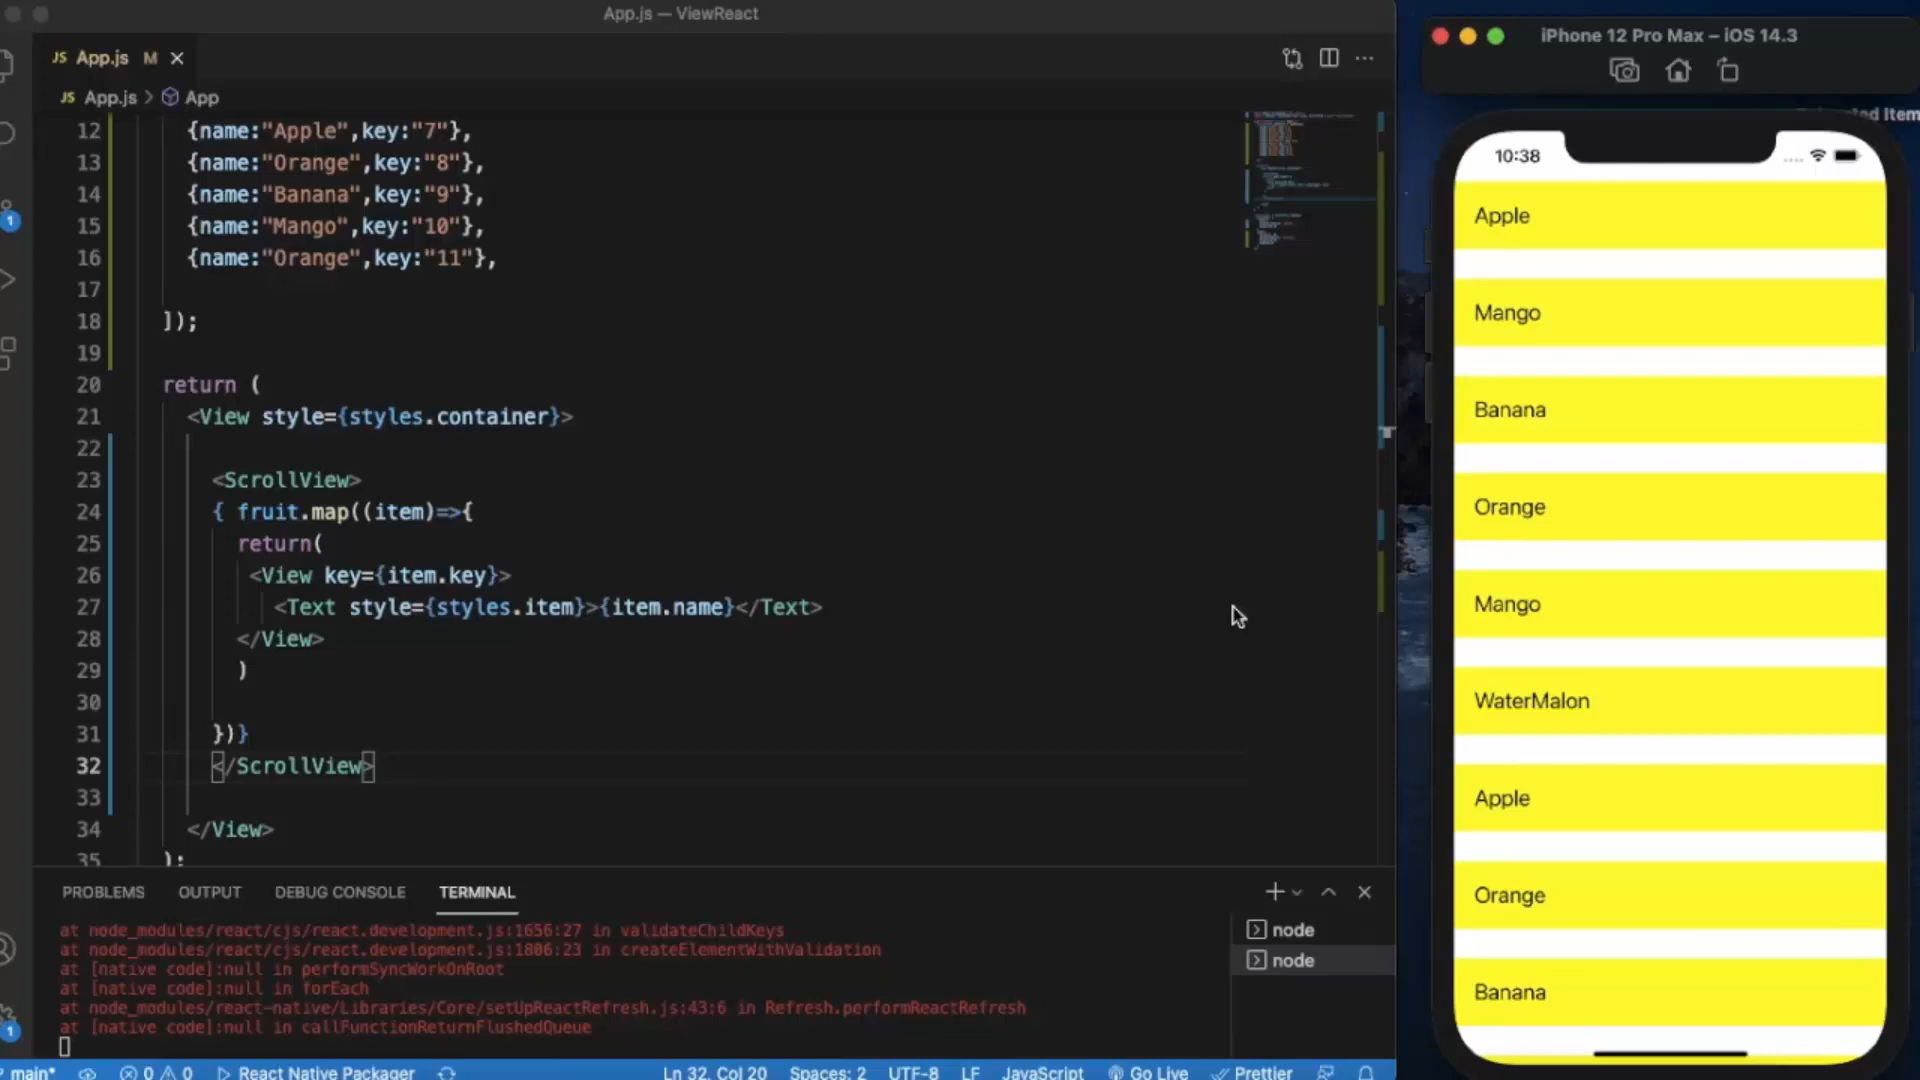 App.js — ViewReact
JS App.js M
JS App.js > App
12 {name:"Apple",key:"7"},
13 {name:"Orange",key:"8"},
14 {name:"Banana",key:"9"},
15 {name:"Mango",key:"10"},
16 {name:"Orange",key:"11"},
17
18 ]);
19
20 return (
21 <View style={styles.container}>
22
23 <ScrollView>
24 { fruit.map((item)=>{
25 return(
26 <View key={item.key}>
27 <Text style={styles.item}>{item.name}</Text>
28 </View>
29 )
30
31 })}
32 </ScrollView>
33
34 </View>
35 );
PROBLEMS OUTPUT DEBUG CONSOLE TERMINAL
at node_modules/react/cjs/react.development.js:1656:27 in validateChildKeys
at node_modules/react/cjs/react.development.js:1806:23 in createElementWithValidation
at [native code]:null in performSyncWorkOnRoot
at [native code]:null in forEach
at node_modules/react-native/Libraries/Core/setUpReactRefresh.js:43:6 in Refresh.performReactRefresh
at [native code]:null in callFunctionReturnFlushedQueue
node
node
1
1
main* 0 0 React Native Packager Ln 32, Col 20 Spaces: 2 UTF-8 LF JavaScript Go Live Prettier
iPhone 12 Pro Max – iOS 14.3
Item
10:38
Apple
Mango
Banana
Orange
Mango
WaterMalon
Apple
Orange
Banana